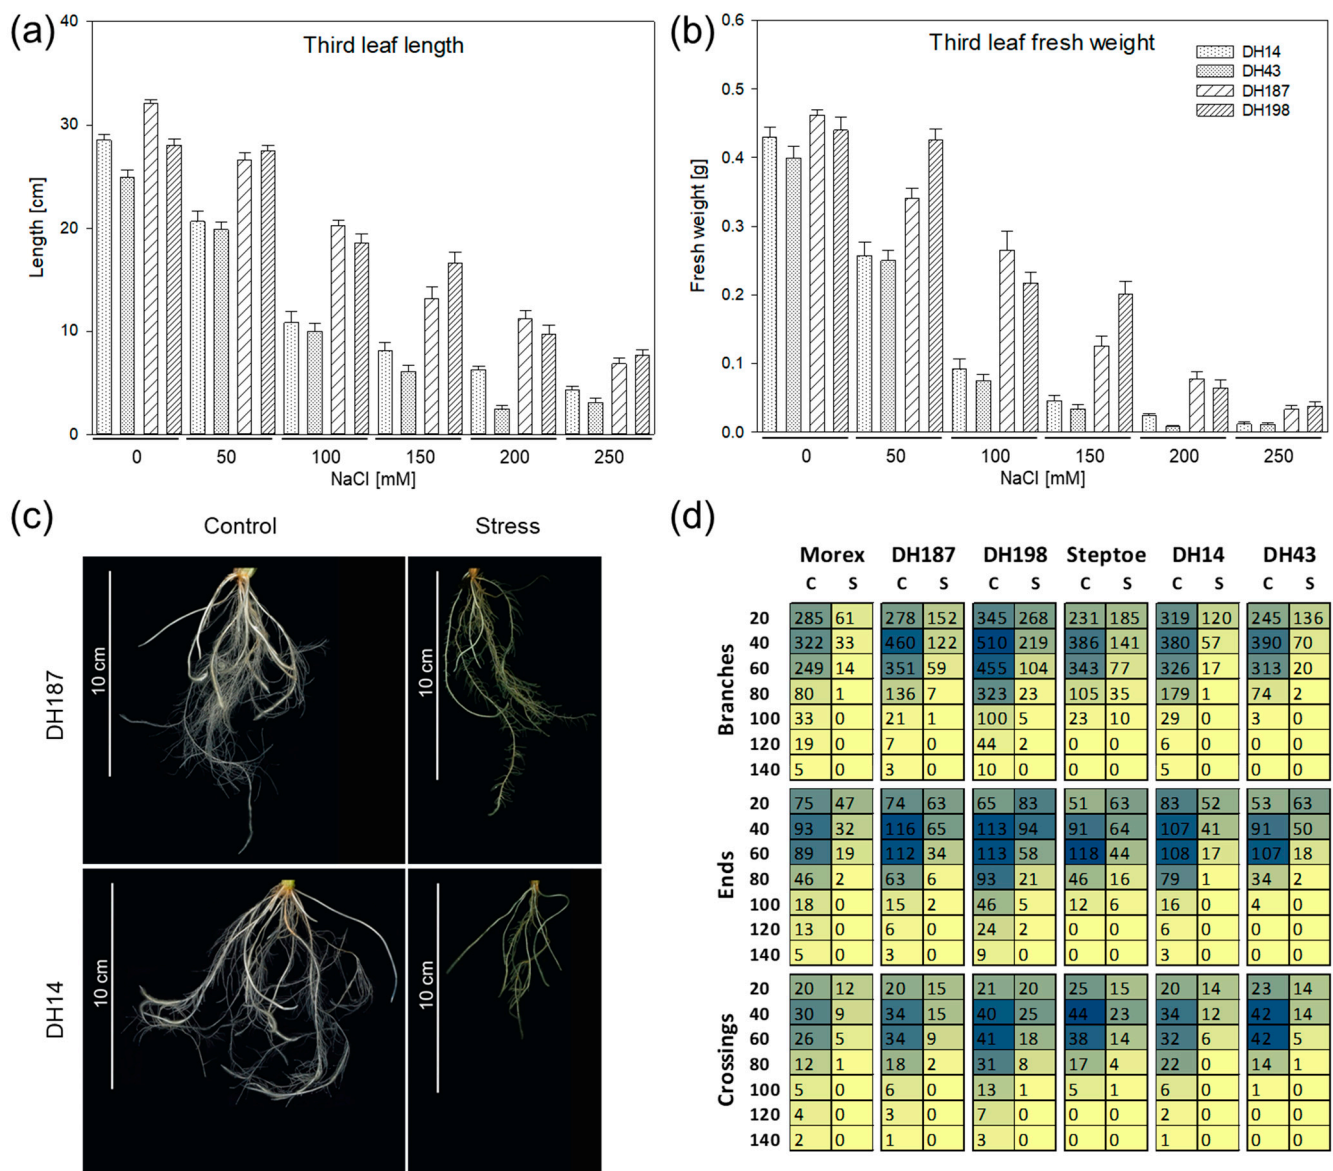 (a)
Third leaf length
40
30
20
10
0
Length [cm]
0 50 100 150 200 250
NaCl [mM]
(b)
Third leaf fresh weight
DH14
DH43
DH187
DH198
0.6
0.5
0.4
0.3
0.2
0.1
0.0
Fresh weight [g]
0 50 100 150 200 250
NaCl [mM]
(c)
Control Stress
DH187
10 cm
10 cm
DH14
10 cm
10 cm
(d)
Morex DH187 DH198 Steptoe DH14 DH43
C S C S C S C S C S C S
Branches
20 285 61 278 152 345 268 231 185 319 120 245 136
40 322 33 460 122 510 219 386 141 380 57 390 70
60 249 14 351 59 455 104 343 77 326 17 313 20
80 80 1 136 7 323 23 105 35 179 1 74 2
100 33 0 21 1 100 5 23 10 29 0 3 0
120 19 0 7 0 44 2 0 0 6 0 0 0
140 5 0 3 0 10 0 0 0 5 0 0 0
Ends
20 75 47 74 63 65 83 51 63 83 52 53 63
40 93 32 116 65 113 94 91 64 107 41 91 50
60 89 19 112 34 113 58 118 44 108 17 107 18
80 46 2 63 6 93 21 46 16 79 1 34 2
100 18 0 15 2 46 5 12 6 16 0 4 0
120 13 0 6 0 24 2 0 0 6 0 0 0
140 5 0 3 0 9 0 0 0 3 0 0 0
Crossings
20 20 12 20 15 21 20 25 15 20 14 23 14
40 30 9 34 15 40 25 44 23 34 12 42 14
60 26 5 34 9 41 18 38 14 32 6 42 5
80 12 1 18 2 31 8 17 4 22 0 14 1
100 5 0 6 0 13 1 5 1 6 0 1 0
120 4 0 3 0 7 0 0 0 2 0 0 0
140 2 0 1 0 3 0 0 0 1 0 0 0